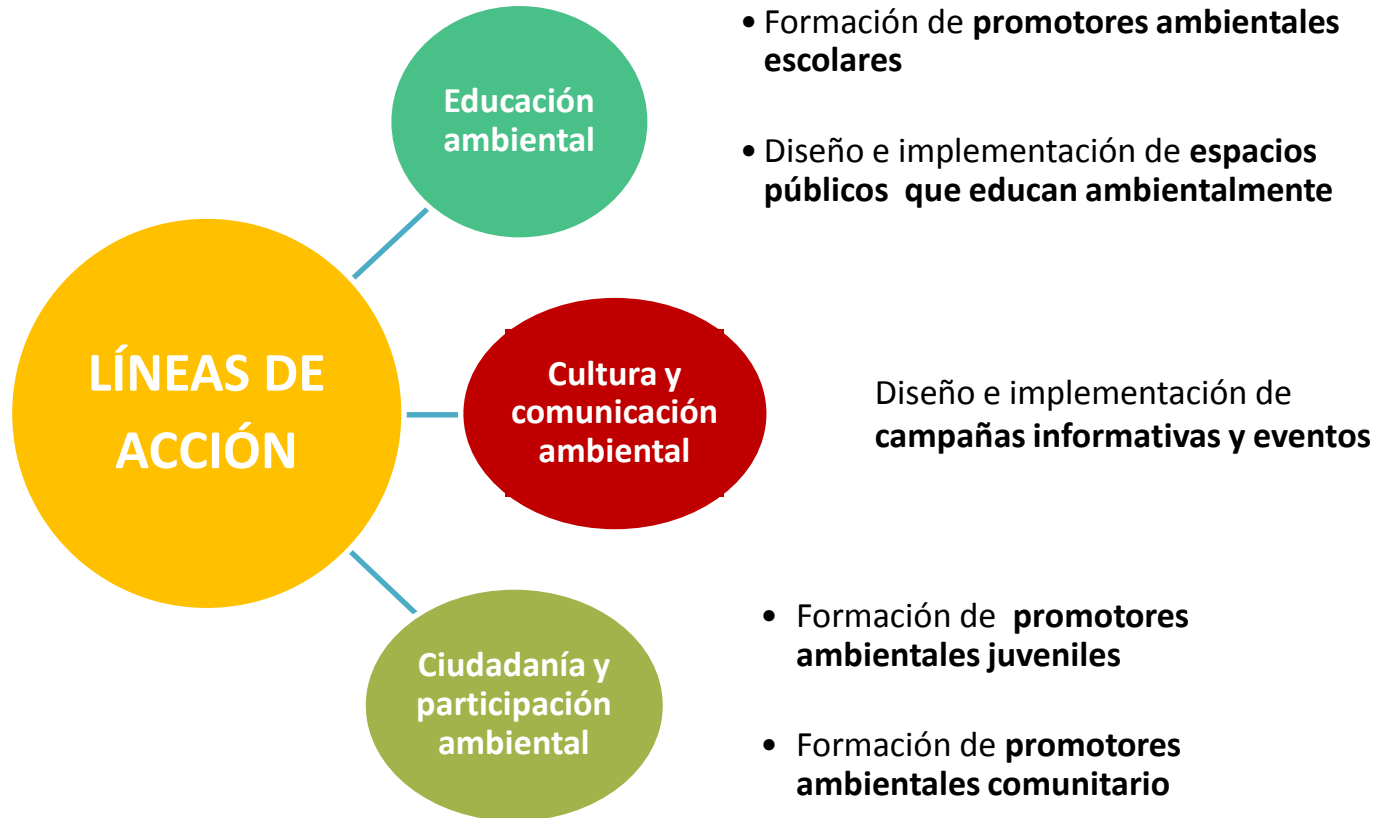 LÍNEAS DE
ACCIÓN
Educación
ambiental
• Formación de promotores ambientales
escolares
• Diseño e implementación de espacios
públicos que educan ambientalmente
Cultura y
comunicación
ambiental
Diseño e implementación de
campañas informativas y eventos
Ciudadanía y
participación
ambiental
• Formación de promotores
ambientales juveniles
• Formación de promotores
ambientales comunitario